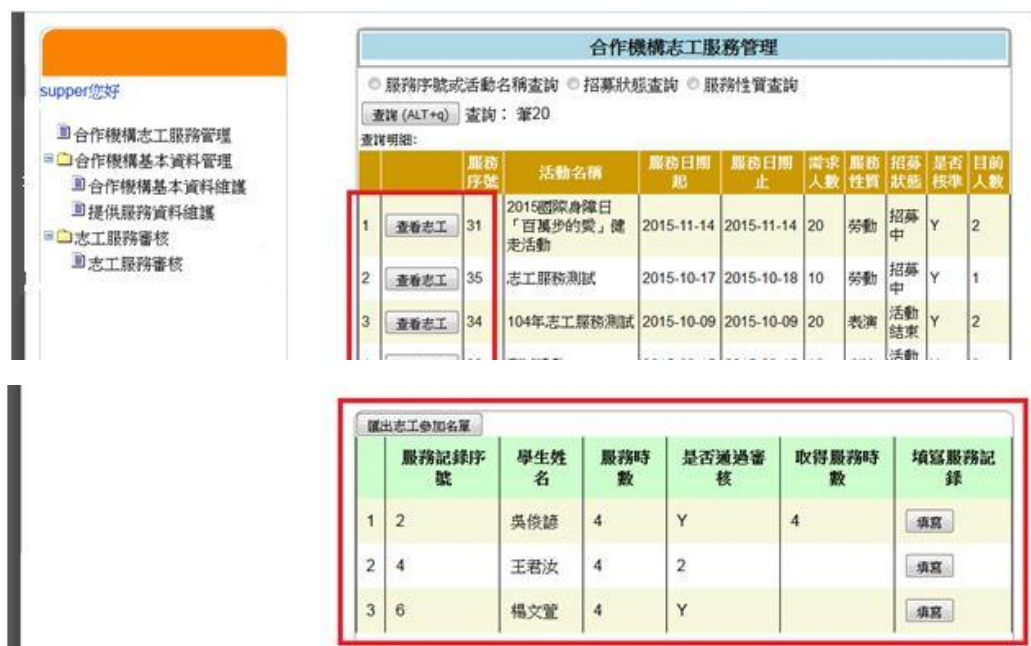 合作機構志工服務管理
服務序號或活動名稱查詢 招募狀態查詢 服務性質查詢
supper您好
查詢 (ALT+q) 查詢： 筆20
查詢明細:
合作機構志工服務管理
合作機構基本資料管理
合作機構基本資料維護
提供服務資料維護
志工服務審核
志工服務審核
服務序號 活動名稱 服務日期起 服務日期止 需求人數 服務性質 招募狀態 是否核準 目前人數
1 查看志工 31 2015國際身障日「百萬步的愛」健走活動 2015-11-14 2015-11-14 20 勞動 招募中 Y 2
2 查看志工 35 志工服務測試 2015-10-17 2015-10-18 10 勞動 招募中 Y 1
3 查看志工 34 104年志工服務測試 2015-10-09 2015-10-09 20 表演 活動結束 Y 2
活動
匯出志工參加名單
服務記錄序號 學生姓名 服務時數 是否通過審核 取得服務時數 填寫服務記錄
1 2 吳俊諺 4 Y 4 填寫
2 4 王君汝 4 2 填寫
3 6 楊文萱 4 Y 填寫